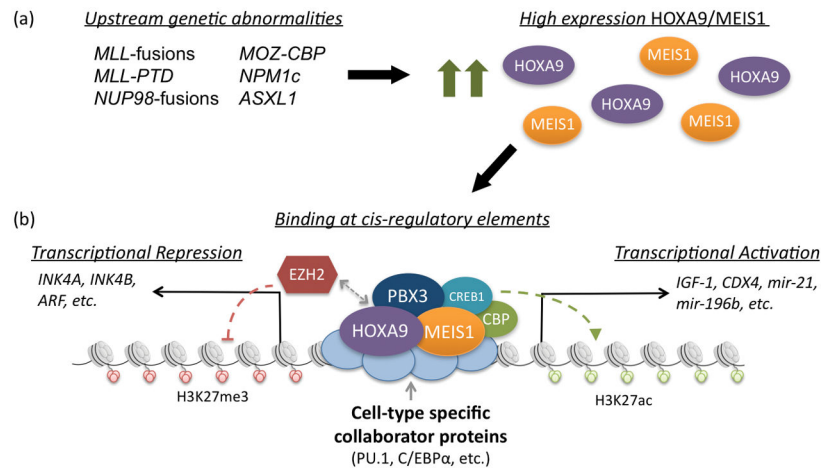 (a)
Upstream genetic abnormalities
MLL-fusions
MLL-PTD
NUP98-fusions
MOZ-CBP
NPM1c
ASXL1
High expression HOXA9/MEIS1
HOXA9
MEIS1
HOXA9
HOXA9
MEIS1
MEIS1
(b)
Binding at cis-regulatory elements
Transcriptional Repression
INK4A, INK4B,
ARF, etc.
EZH2
PBX3
CREB1
CBP
HOXA9
MEIS1
Transcriptional Activation
IGF-1, CDX4, mir-21,
mir-196b, etc.
H3K27me3
H3K27ac
Cell-type specific
collaborator proteins
(PU.1, C/EBPα, etc.)